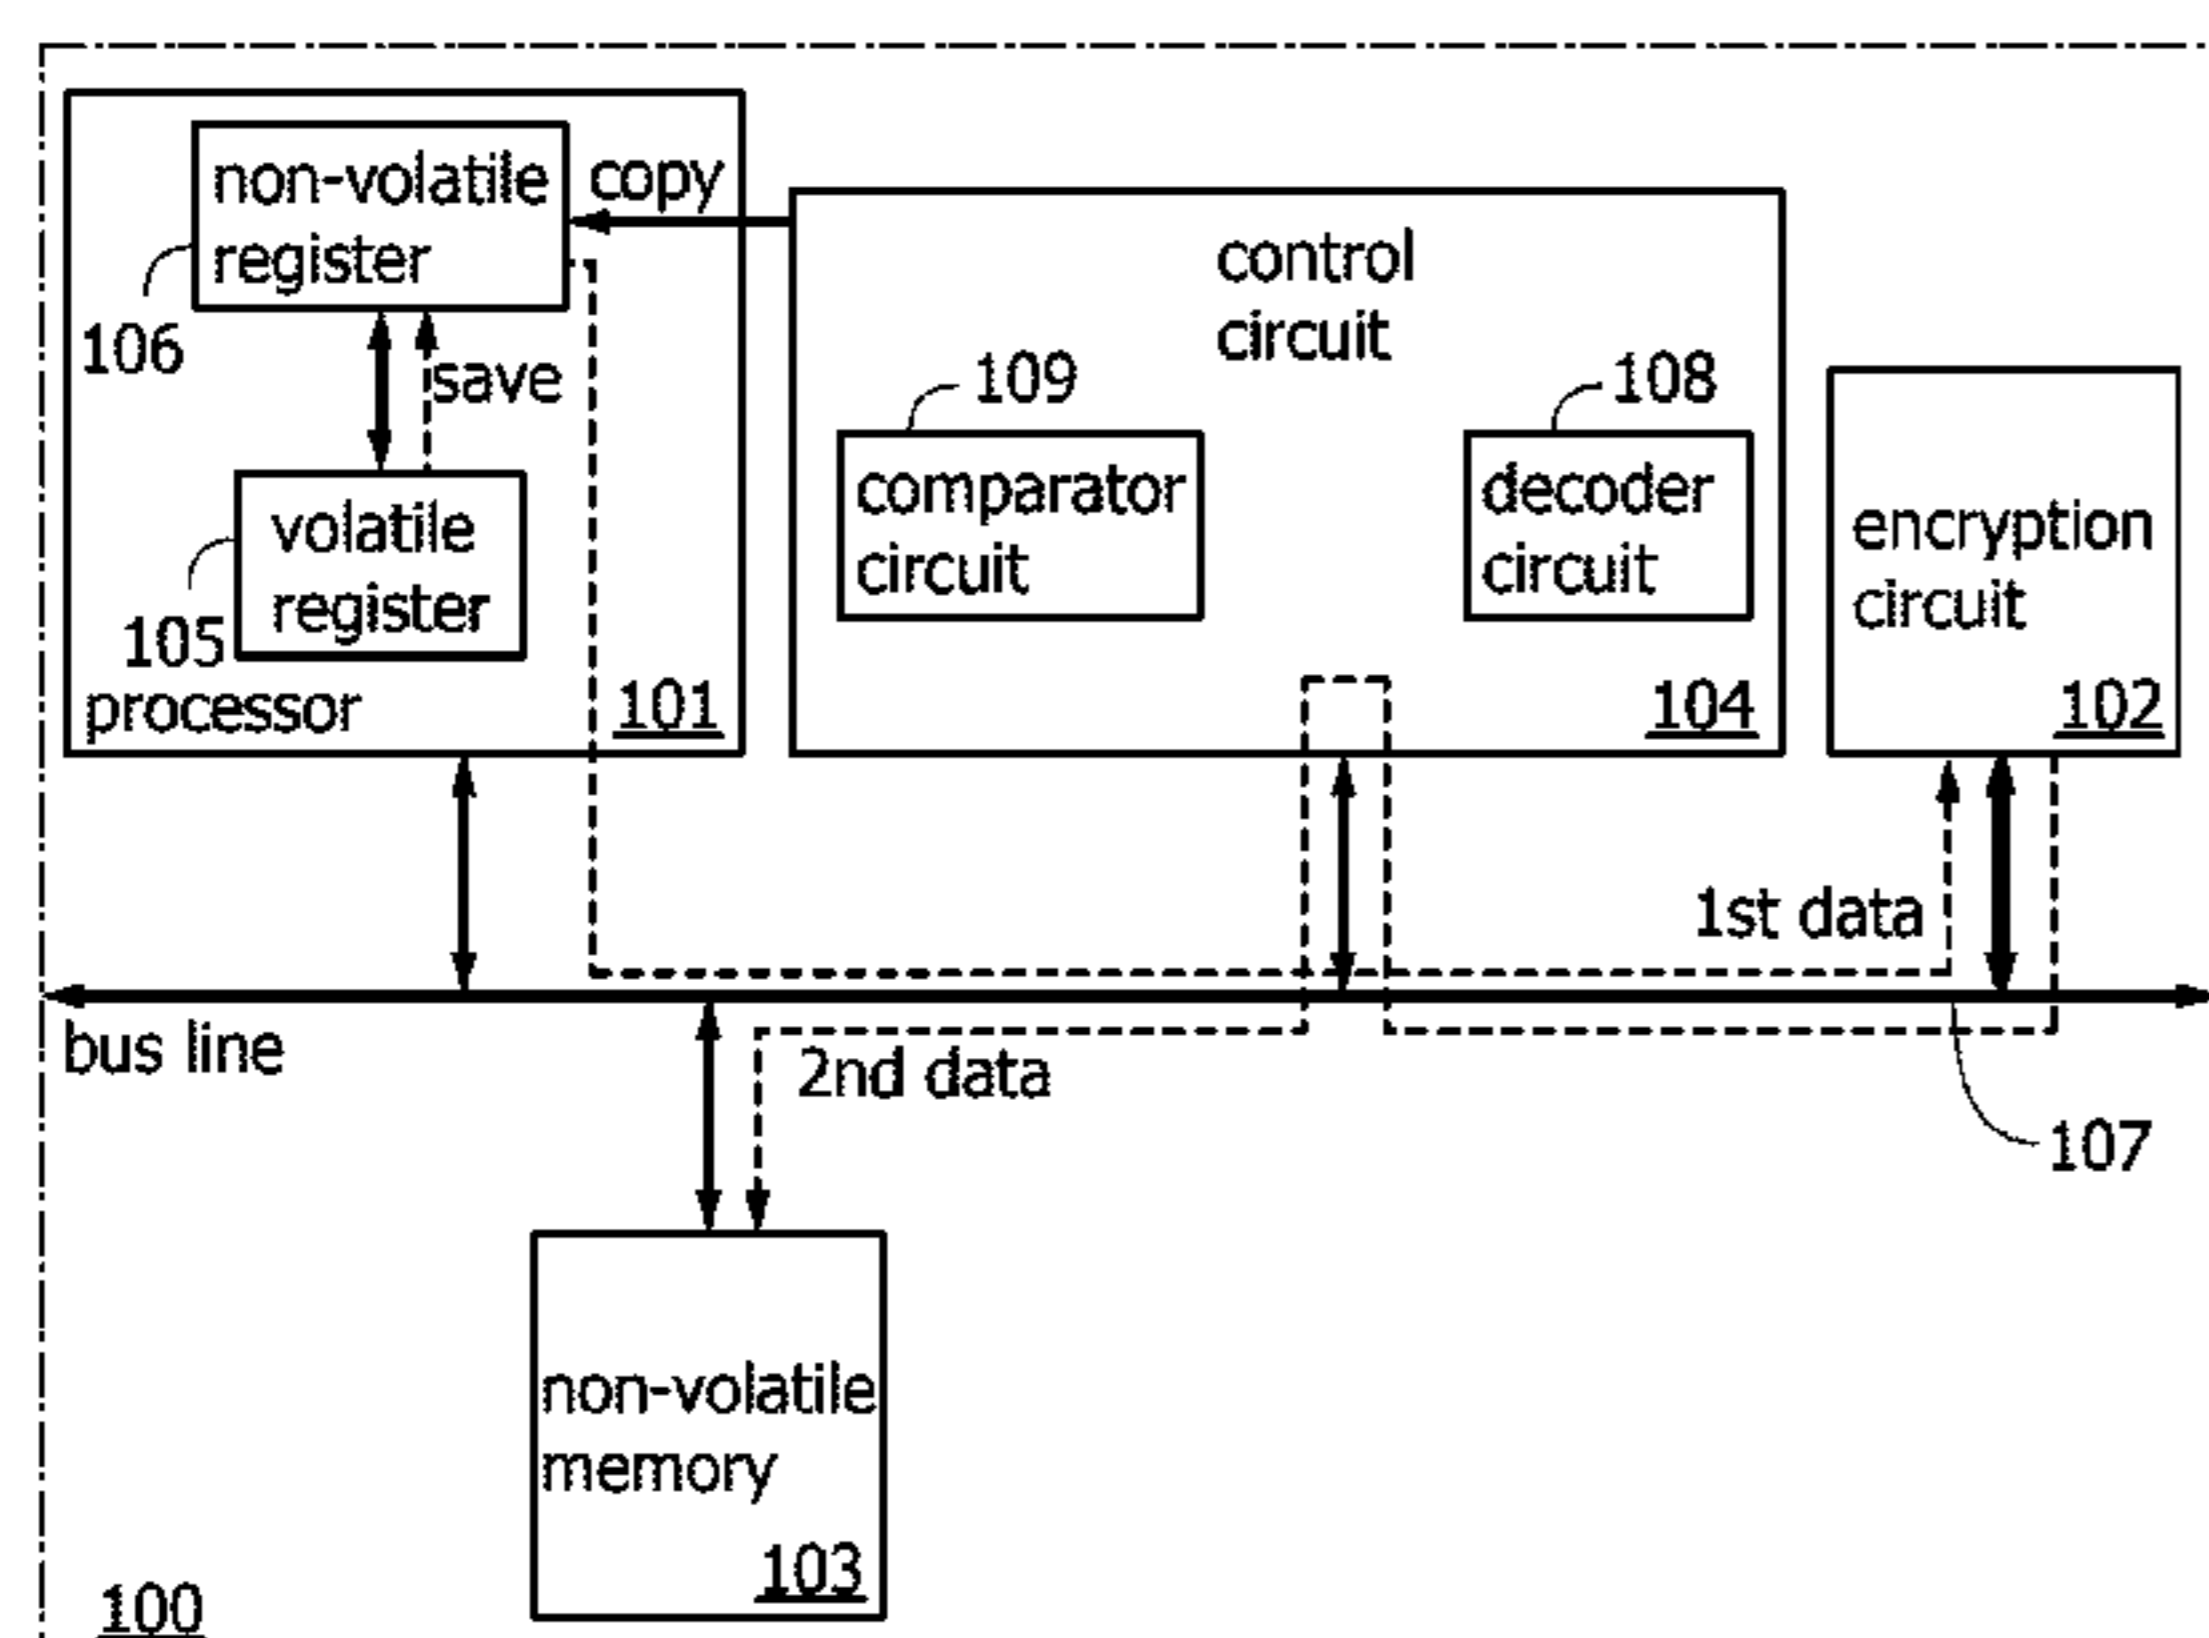 non-volatile
register
copy
106
save
volatile
register
105
processor
101
control
circuit
109
108
comparator
circuit
decoder
circuit
104
encryption
circuit
102
1st data
bus line
2nd data
107
non-volatile
memory
103
100